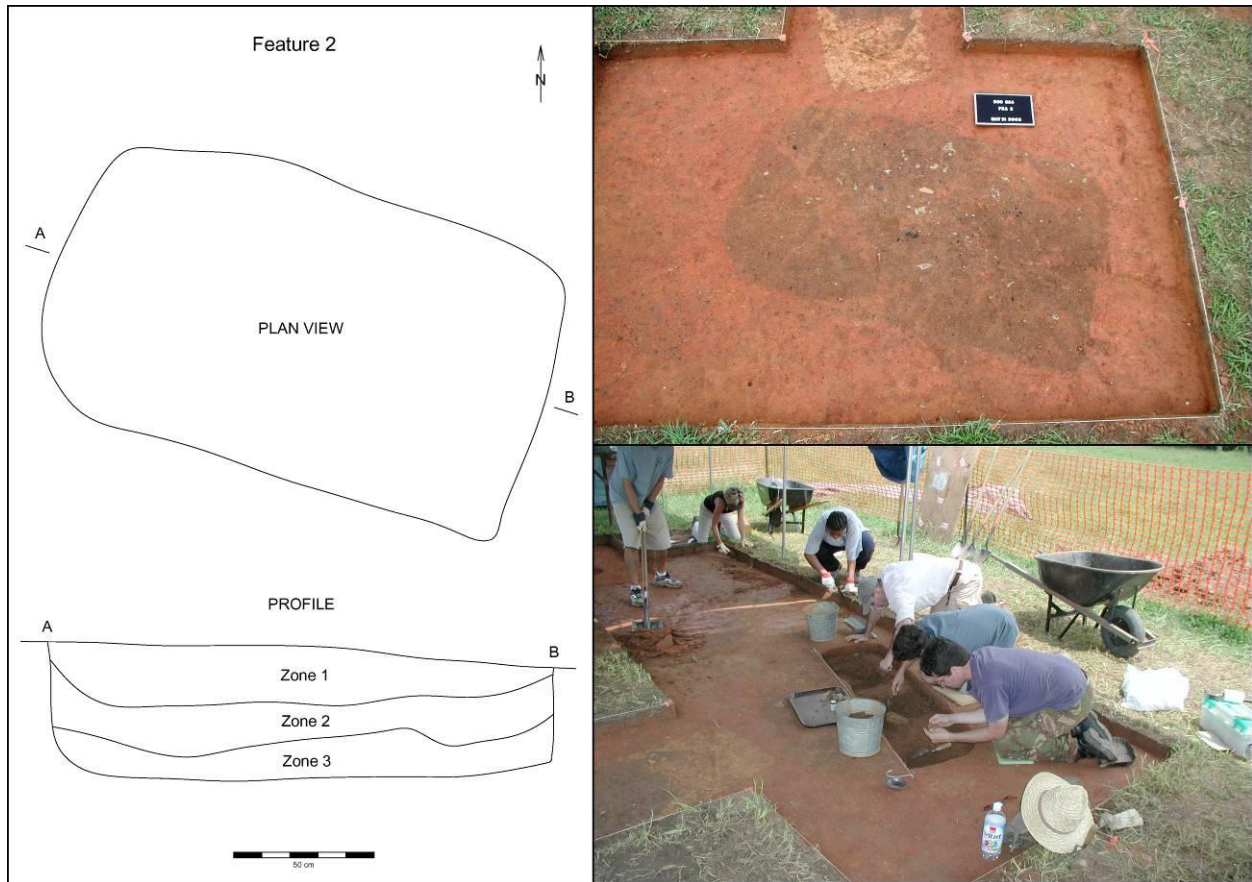 Feature 2
N
A
PLAN VIEW
B
PROFILE
A
B
Zone 1
Zone 2
Zone 3
50 cm